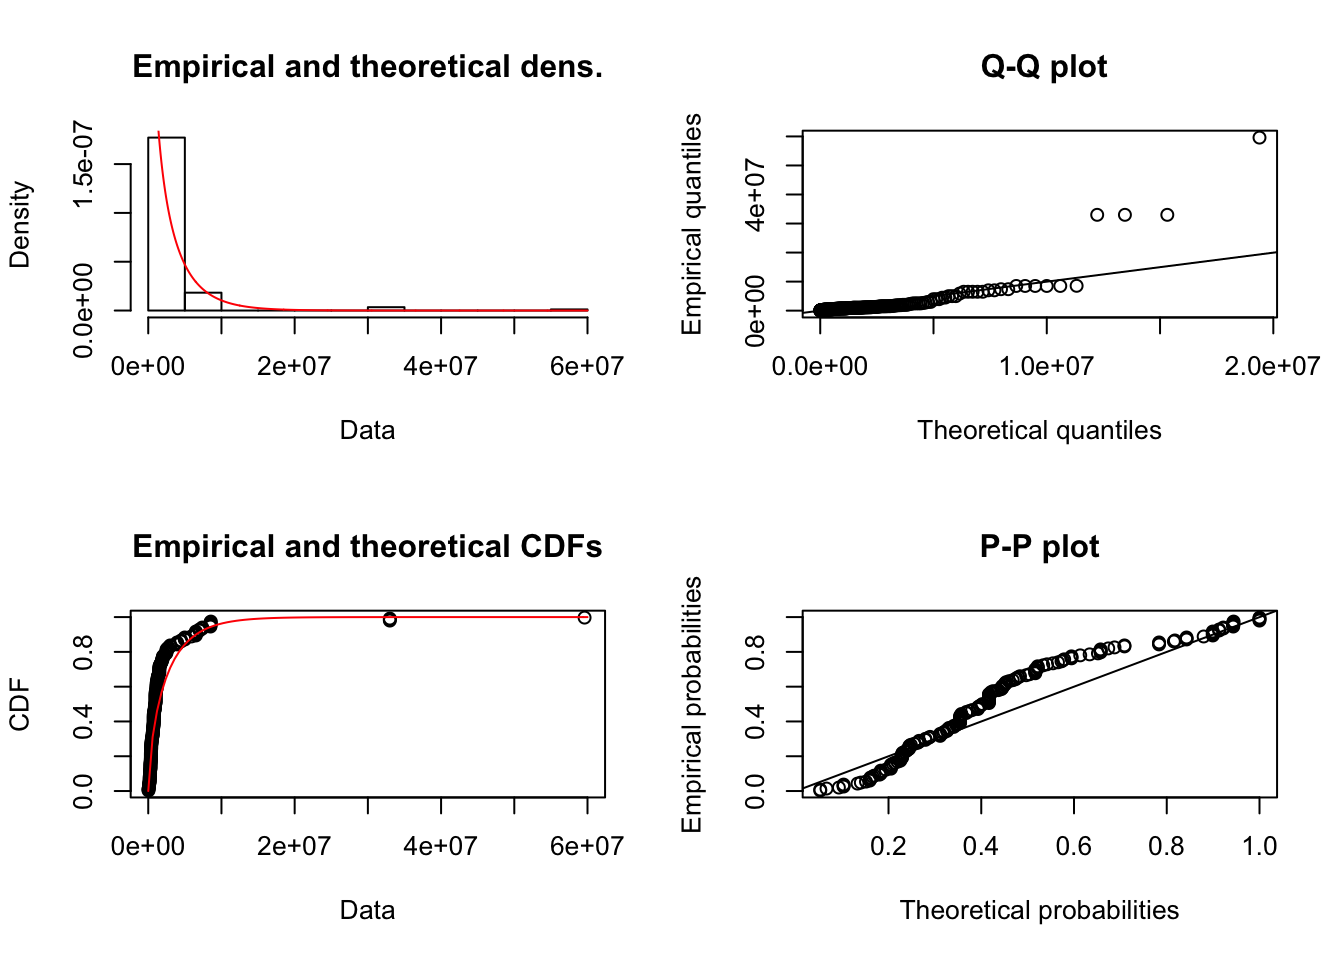 Empirical and theoretical dens.
Density
0.0e+00 1.5e-07
0e+00 2e+07 4e+07 6e+07
Data
Q-Q plot
Empirical quantiles
0e+00 4e+07
0.0e+00 1.0e+07 2.0e+07
Theoretical quantiles
Empirical and theoretical CDFs
CDF
0.0 0.4 0.8
0e+00 2e+07 4e+07 6e+07
Data
P-P plot
Empirical probabilities
0.0 0.4 0.8
0.2 0.4 0.6 0.8 1.0
Theoretical probabilities